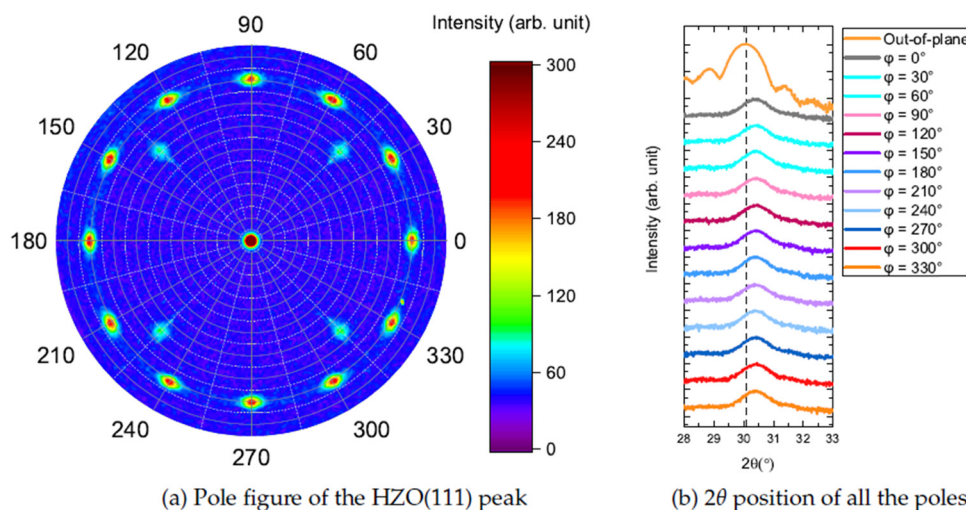 Intensity (arb. unit)
90
60
30
0
330
300
270
240
210
180
150
120
300
240
180
120
60
0
(a) Pole figure of the HZO(111) peak
Intensity (arb. unit)
28 29 30 31 32 33
2θ(°)
Out-of-plane
φ = 0°
φ = 30°
φ = 60°
φ = 90°
φ = 120°
φ = 150°
φ = 180°
φ = 210°
φ = 240°
φ = 270°
φ = 300°
φ = 330°
(b) 2θ position of all the poles